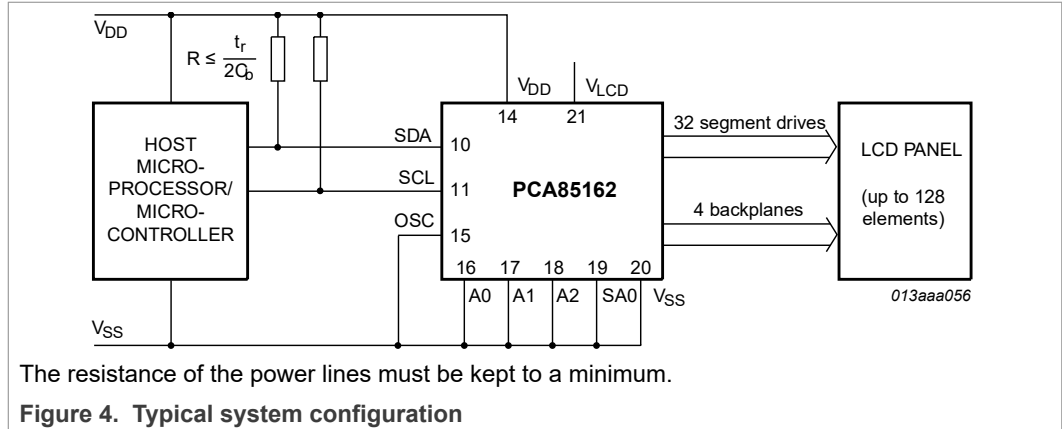 VDD
R ≤ tr
2Cb
VDD
VLCD
14
21
HOST
MICRO-
PROCESSOR/
MICRO-
CONTROLLER
SDA
10
SCL
11
OSC
15
PCA85162
16 17 18 19 20
A0 A1 A2 SA0 VSS
32 segment drives
4 backplanes
LCD PANEL
(up to 128
elements)
013aaa056
VSS
The resistance of the power lines must be kept to a minimum.
Figure 4. Typical system configuration